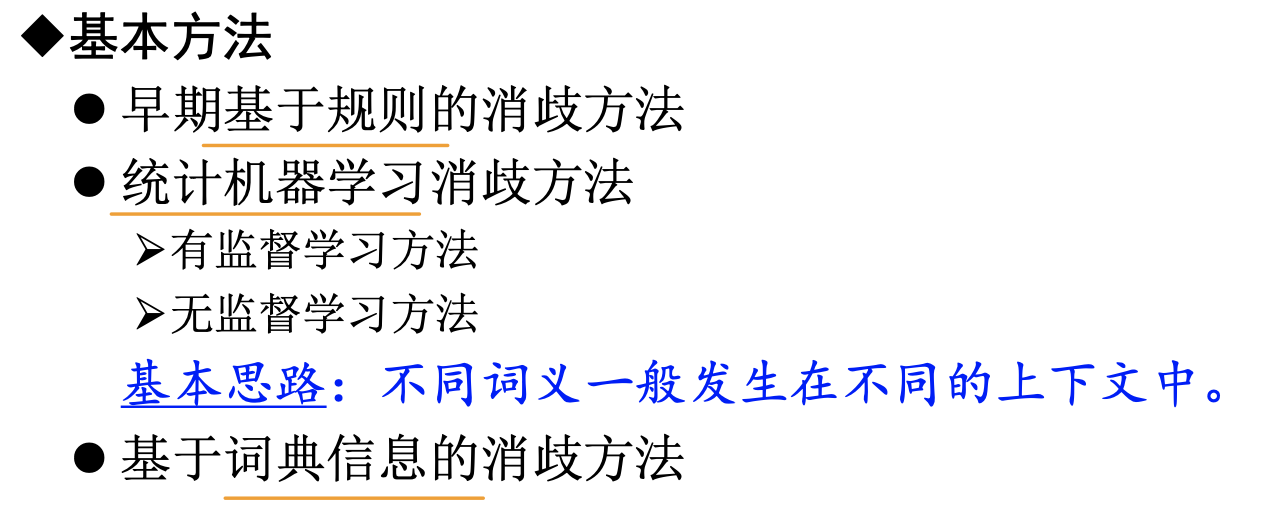 ◆基本方法
● 早期基于规则的消歧方法
● 统计机器学习消歧方法
➢有监督学习方法
➢无监督学习方法
基本思路：不同词义一般发生在不同的上下文中。
● 基于词典信息的消歧方法